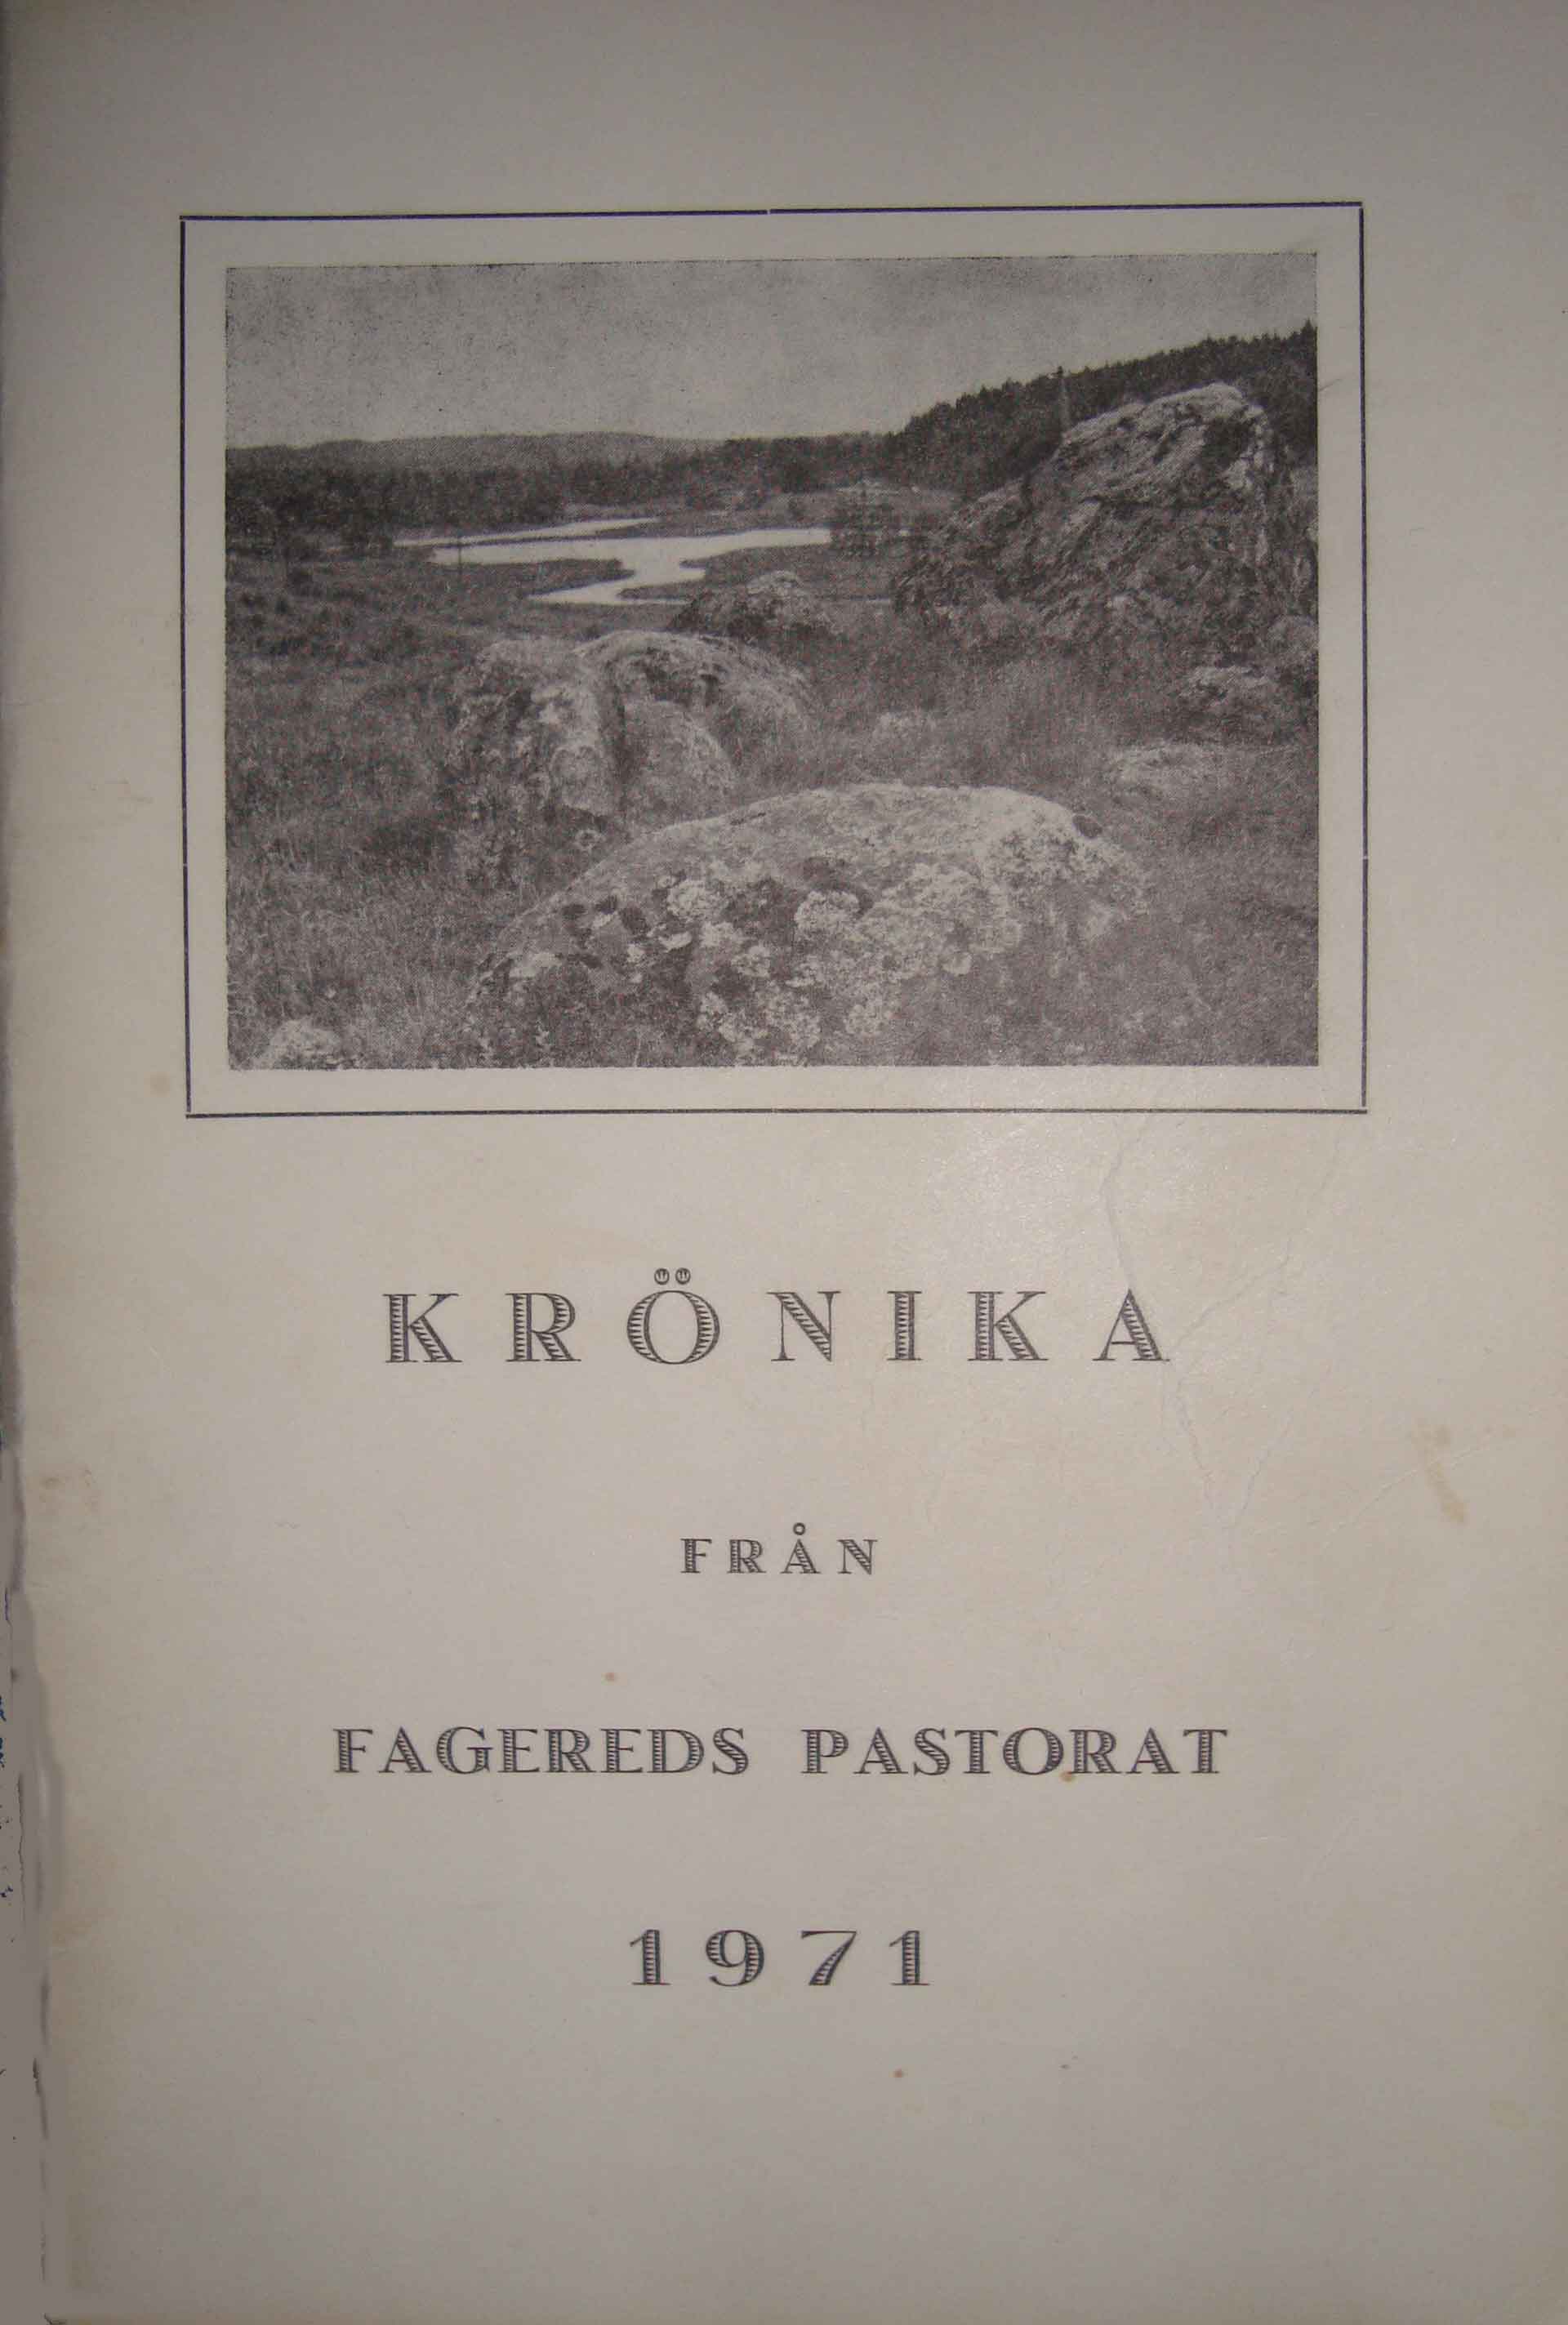 KRÖNIKA
FRÅN
FAGEREDS PASTORAT
1971